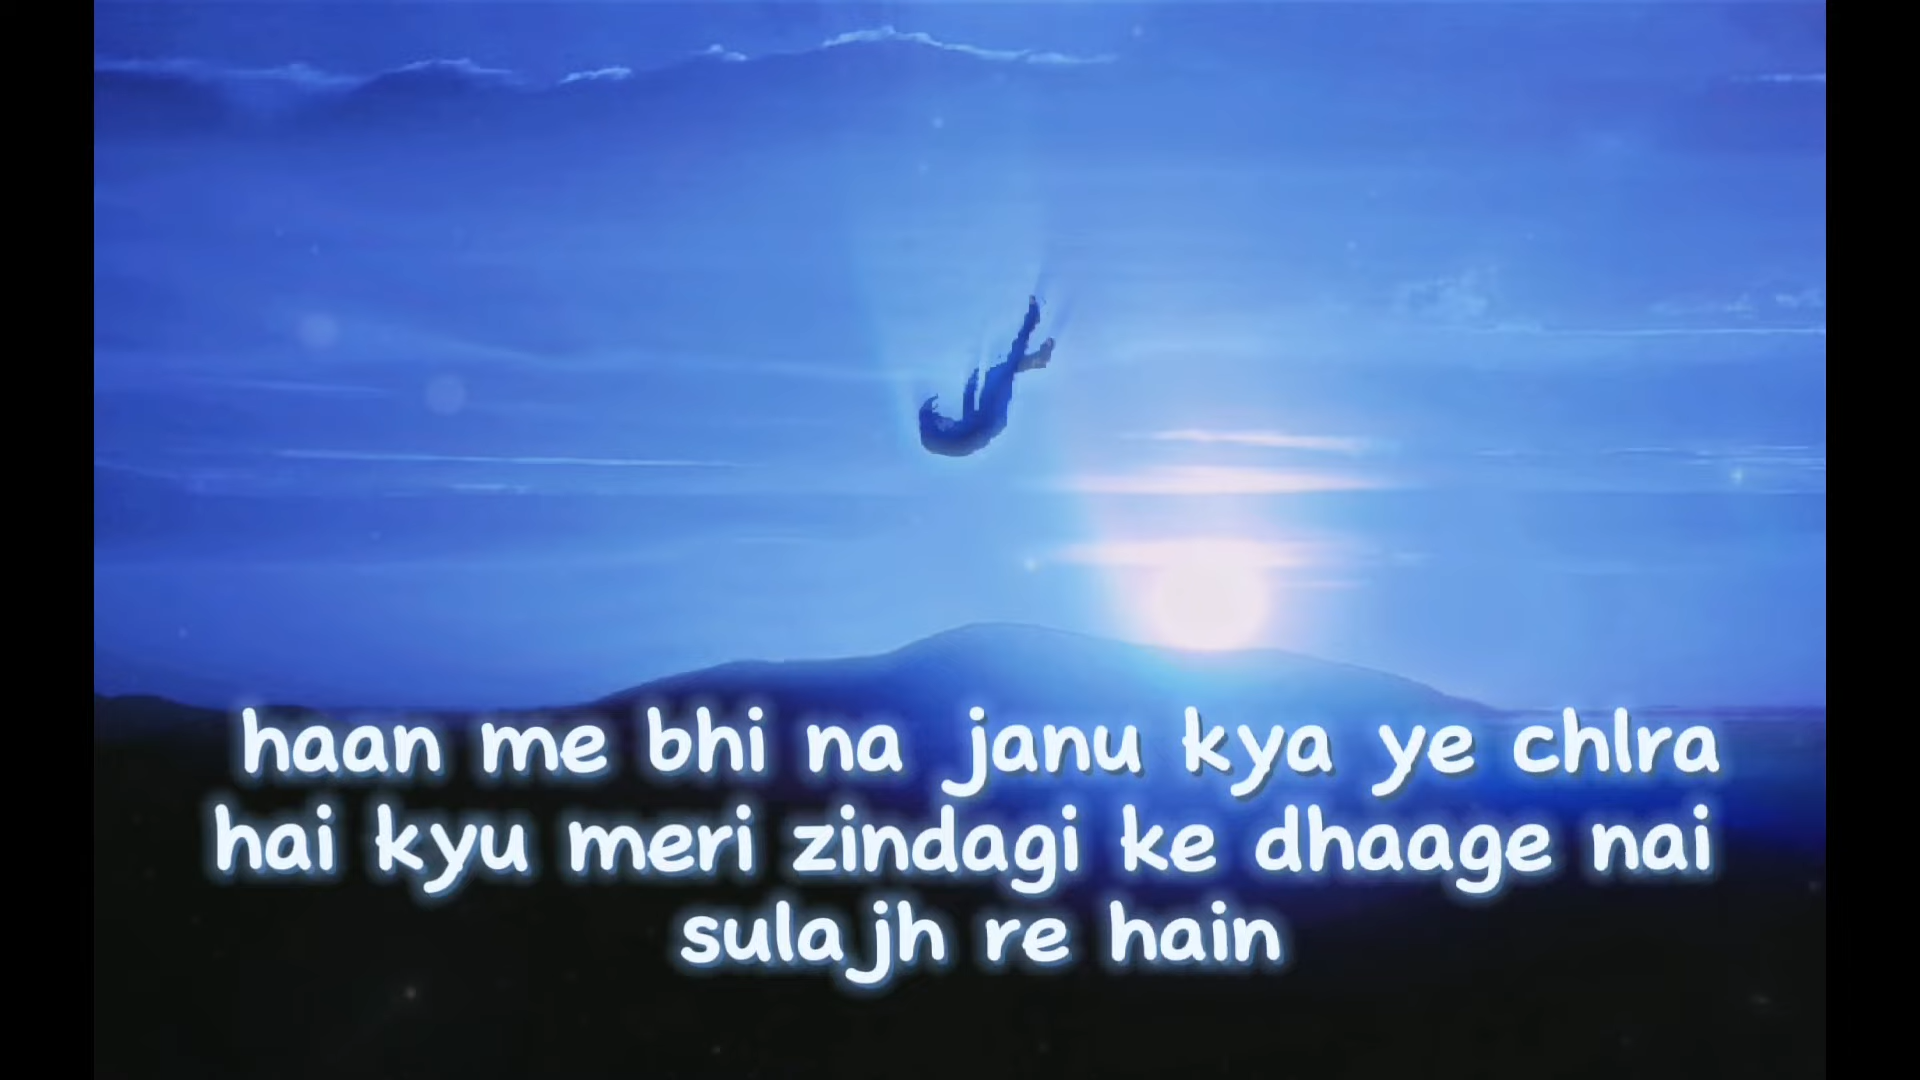 haan me bhi na janu kya ye chlra
hai kyu meri zindagi ke dhaage nai
sulajh re hain